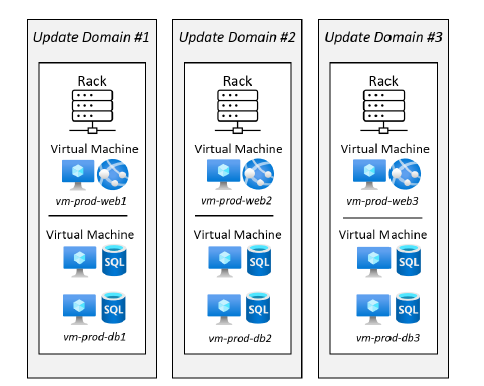 Update Domain #1
Rack
Virtual Machine
vm-prod-web1
Virtual Machine
SQL
SQL
vm-prod-db1
Update Domain #2
Rack
Virtual Machine
vm-prod-web2
Virtual Machine
SQL
SQL
vm-prod-db2
Update Domain #3
Rack
Virtual Machine
vm-prod-web3
Virtual Machine
SQL
SQL
vm-prod-db3